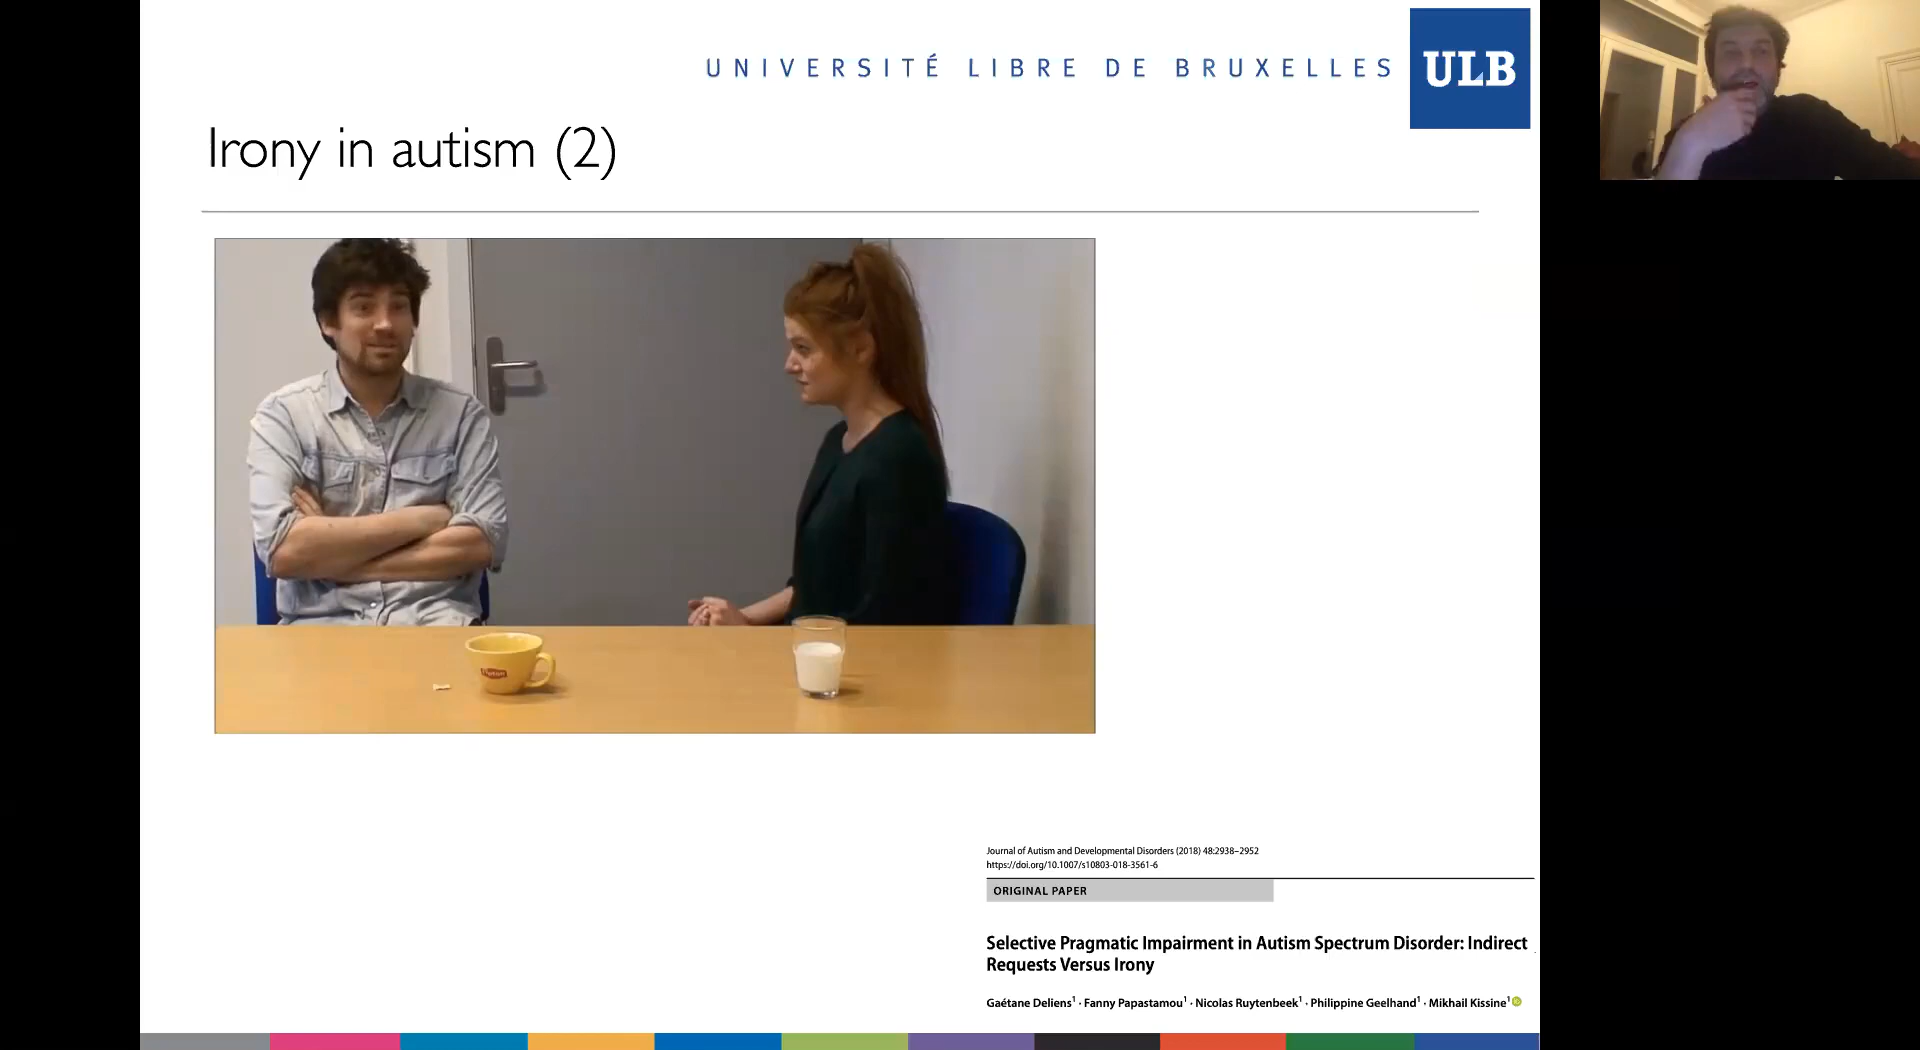 UNIVERSITÉ LIBRE DE BRUXELLES
ULB
Irony in autism (2)
Lipton
Journal of Autism and Developmental Disorders (2018) 48:2938–2952
https://doi.org/10.1007/s10803-018-3561-6
ORIGINAL PAPER
Selective Pragmatic Impairment in Autism Spectrum Disorder: Indirect
Requests Versus Irony
Gaétane Deliens1 · Fanny Papastamou1 · Nicolas Ruytenbeek1 · Philippine Geelhand1 · Mikhail Kissine1